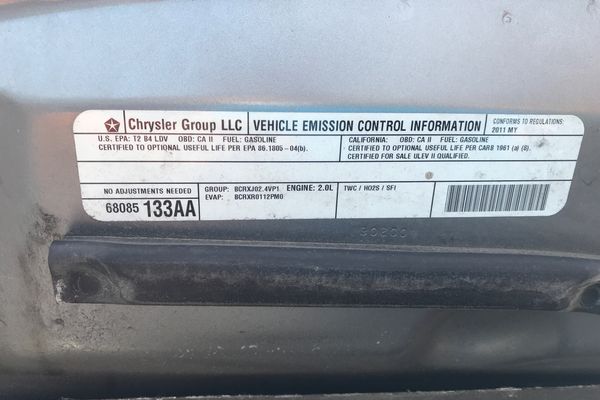 Chrysler Group LLC VEHICLE EMISSION CONTROL INFORMATION CONFORMS TO REGULATIONS:
2011 MY
U.S. EPA: T2 B4 LDV OBD: CA II FUEL: GASOLINE
CERTIFIED TO OPTIONAL USEFUL LIFE PER EPA 86.1805-04(b).
CALIFORNIA: OBD: CA II FUEL: GASOLINE
CERTIFIED TO OPTIONAL USEFUL LIFE PER CARB 1961 (a) (8).
CERTIFIED FOR SALE ULEV II QUALIFIED.
NO ADJUSTMENTS NEEDED
68085 133AA
GROUP: BCRXJ02.4VP1 ENGINE: 2.0L
EVAP: BCRXR0112PM0
TWC / HO2S / SFI